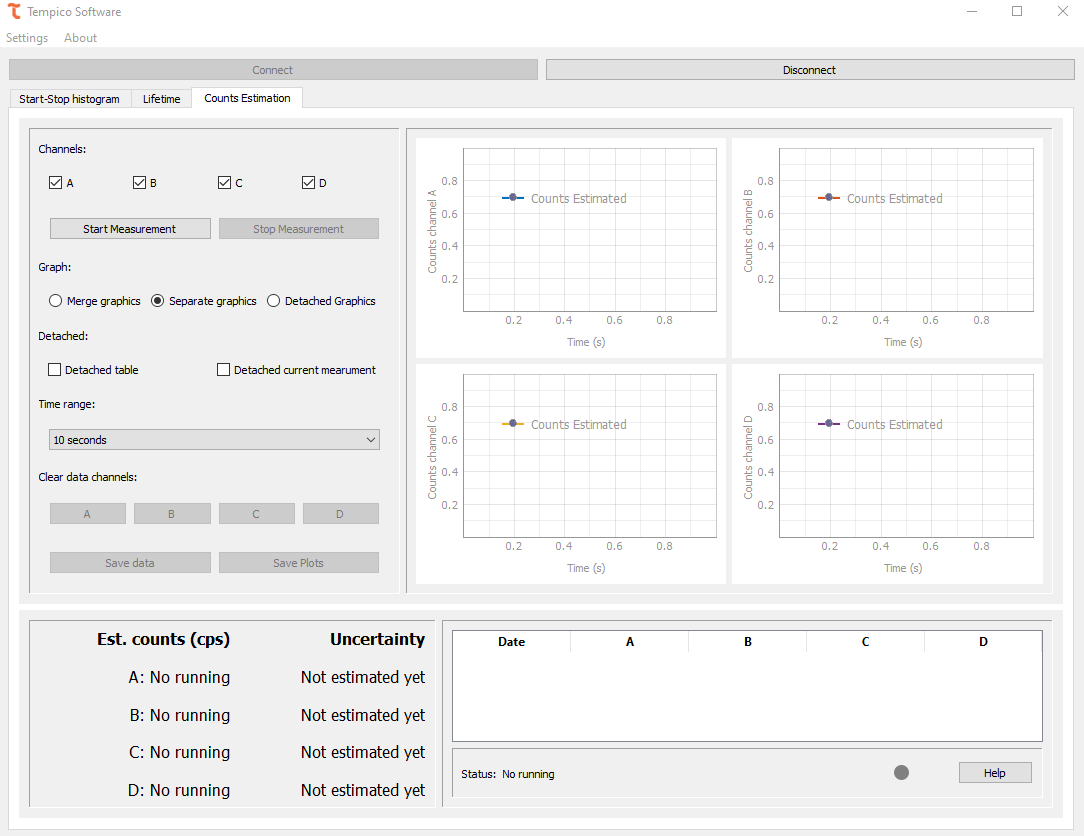 Tempico Software
Settings About
Connect Disconnect
Start-Stop histogram Lifetime Counts Estimation
Channels:
A B C D
Start Measurement Stop Measurement
Graph:
Merge graphics Separate graphics Detached Graphics
Detached:
Detached table Detached current mearument
Time range:
10 seconds
Clear data channels:
A B C D
Save data Save Plots
Counts channel A
0.8
0.6
0.4
0.2
Counts Estimated
0.2 0.4 0.6 0.8
Time (s)
Counts channel B
0.8
0.6
0.4
0.2
Counts Estimated
0.2 0.4 0.6 0.8
Time (s)
Counts channel C
0.8
0.6
0.4
0.2
Counts Estimated
0.2 0.4 0.6 0.8
Time (s)
Counts channel D
0.8
0.6
0.4
0.2
Counts Estimated
0.2 0.4 0.6 0.8
Time (s)
Est. counts (cps) Uncertainty
A: No running Not estimated yet
B: No running Not estimated yet
C: No running Not estimated yet
D: No running Not estimated yet
Date A B C D
Status: No running Help